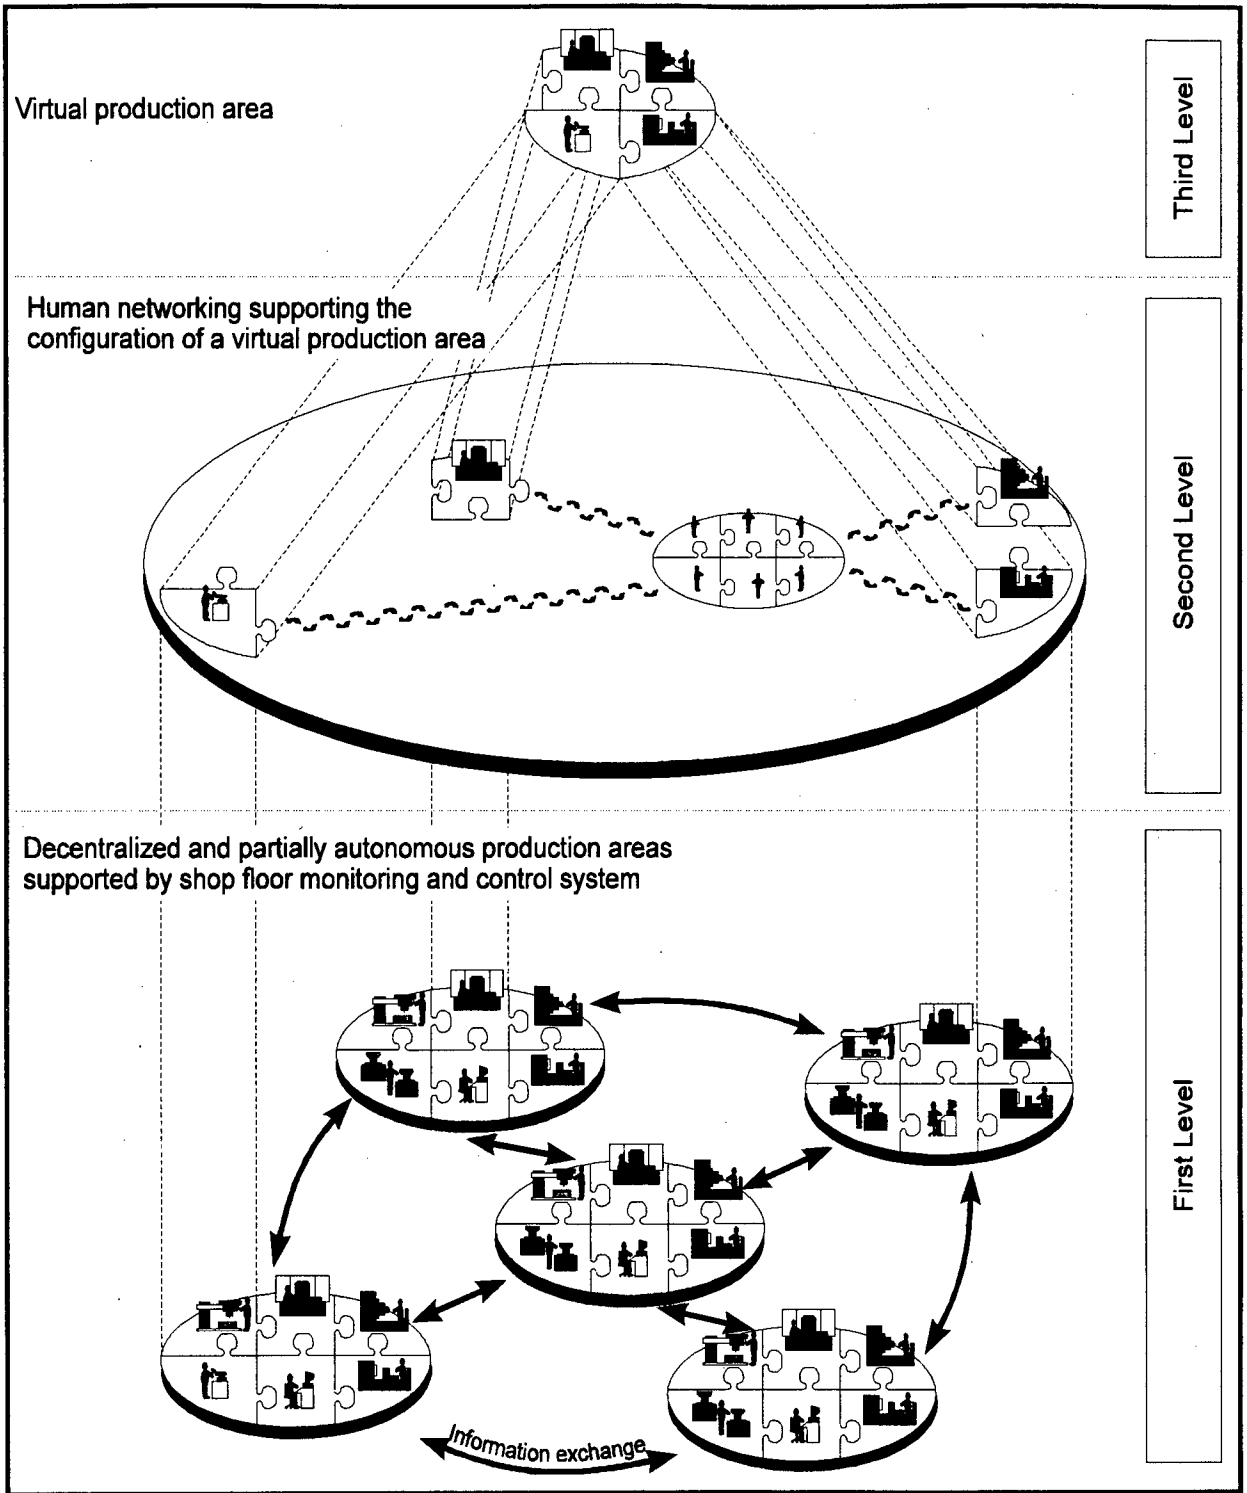 Virtual production area
Third Level
Human networking supporting the
configuration of a virtual production area
Second Level
Decentralized and partially autonomous production areas
supported by shop floor monitoring and control system
First Level
Information exchange